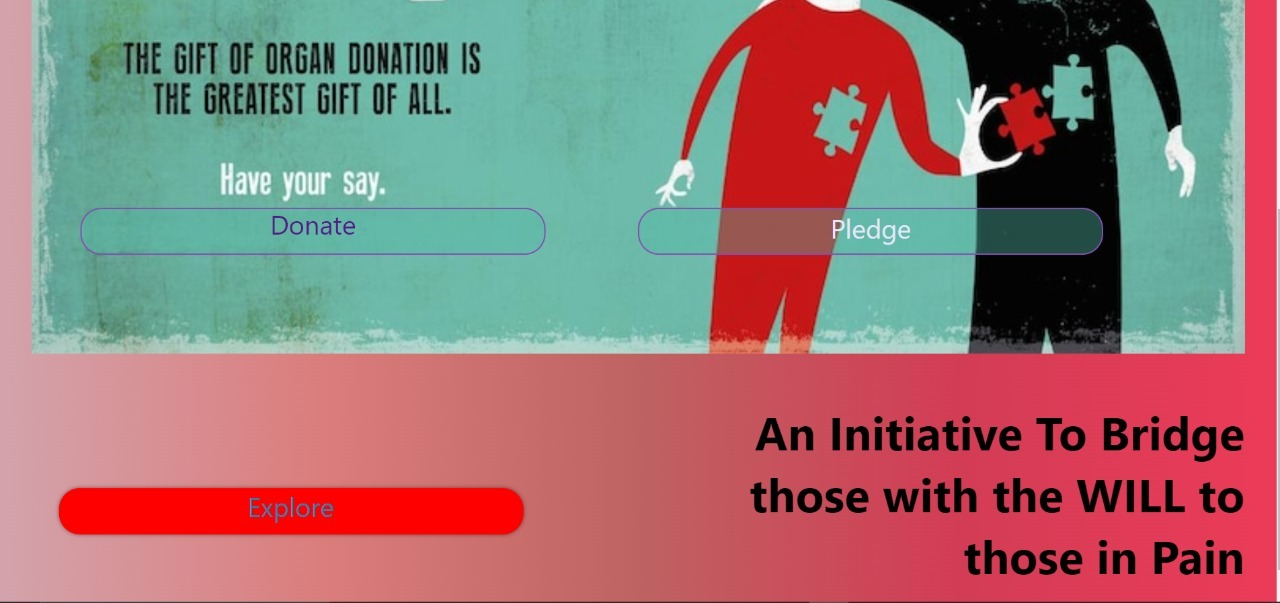 THE GIFT OF ORGAN DONATION IS
THE GREATEST GIFT OF ALL.
Have your say.
Donate
Pledge
An Initiative To Bridge
those with the WILL to
those in Pain
Explore